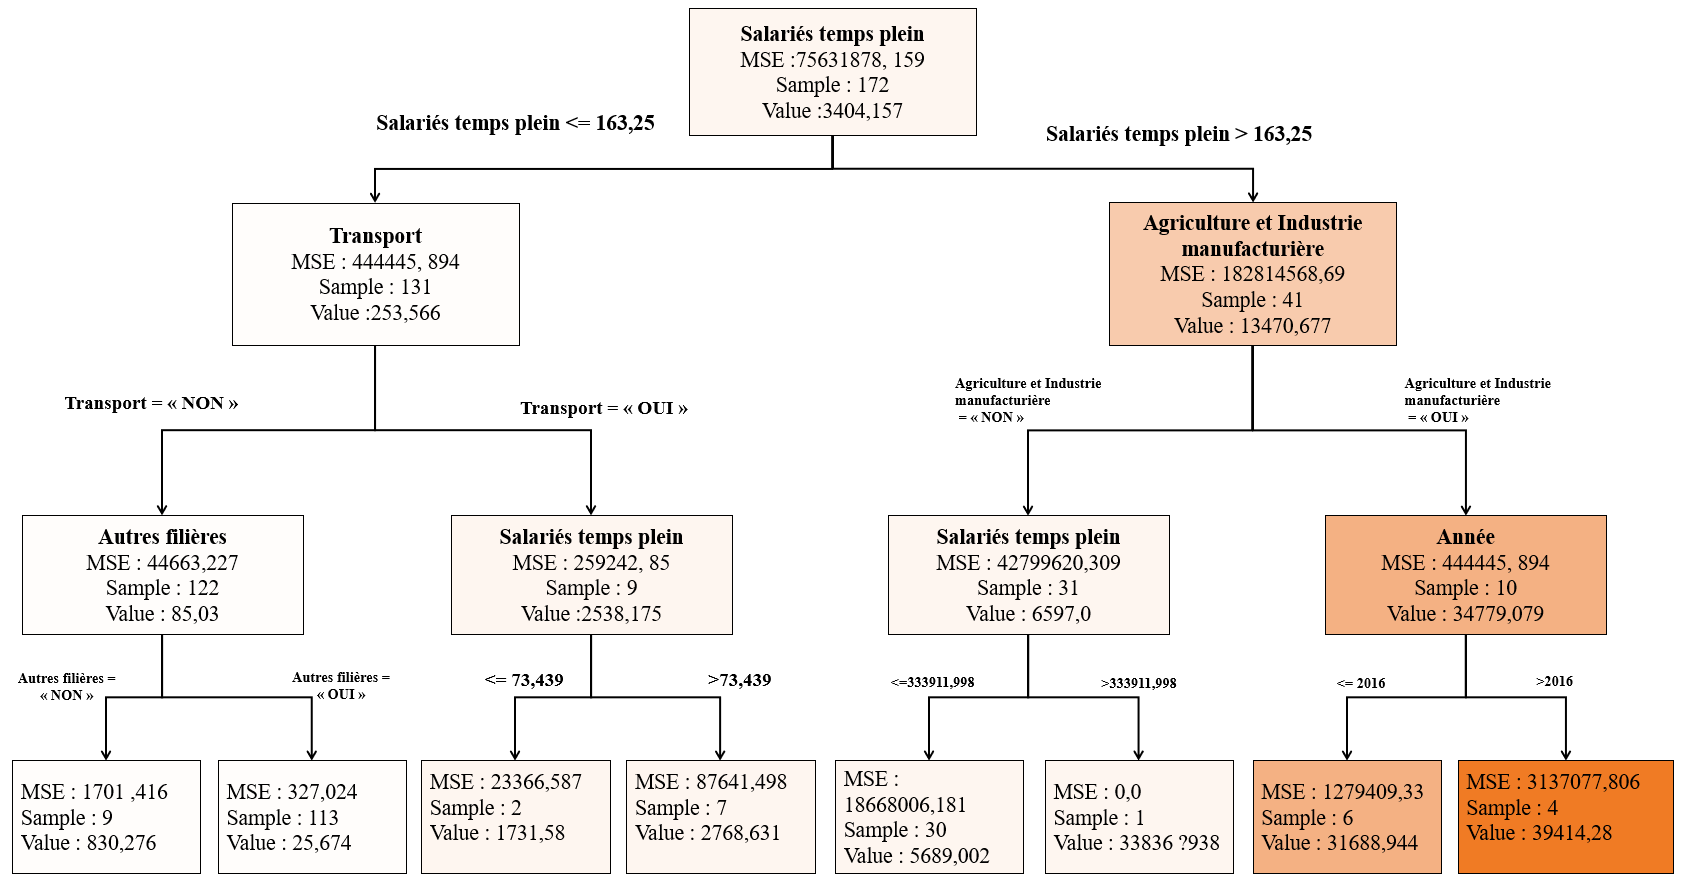 Salariés temps plein
MSE :75631878, 159
Sample : 172
Value :3404,157
Salariés temps plein <= 163,25
Salariés temps plein > 163,25
Transport
MSE : 444445, 894
Sample : 131
Value :253,566
Agriculture et Industrie
manufacturière
MSE : 182814568,69
Sample : 41
Value : 13470,677
Transport = « NON »
Transport = « OUI »
Agriculture et Industrie
manufacturière
= « NON »
Agriculture et Industrie
manufacturière
= « OUI »
Autres filières
MSE : 44663,227
Sample : 122
Value : 85,03
Salariés temps plein
MSE : 259242, 85
Sample : 9
Value :2538,175
Salariés temps plein
MSE : 42799620,309
Sample : 31
Value : 6597,0
Année
MSE : 444445, 894
Sample : 10
Value : 34779,079
Autres filières =
« NON »
Autres filières =
« OUI »
<= 73,439
>73,439
<=333911,998
>333911,998
<= 2016
>2016
MSE : 1701 ,416
Sample : 9
Value : 830,276
MSE : 327,024
Sample : 113
Value : 25,674
MSE : 23366,587
Sample : 2
Value : 1731,58
MSE : 87641,498
Sample : 7
Value : 2768,631
MSE :
18668006,181
Sample : 30
Value : 5689,002
MSE : 0,0
Sample : 1
Value : 33836 ?938
MSE : 1279409,33
Sample : 6
Value : 31688,944
MSE : 3137077,806
Sample : 4
Value : 39414,28